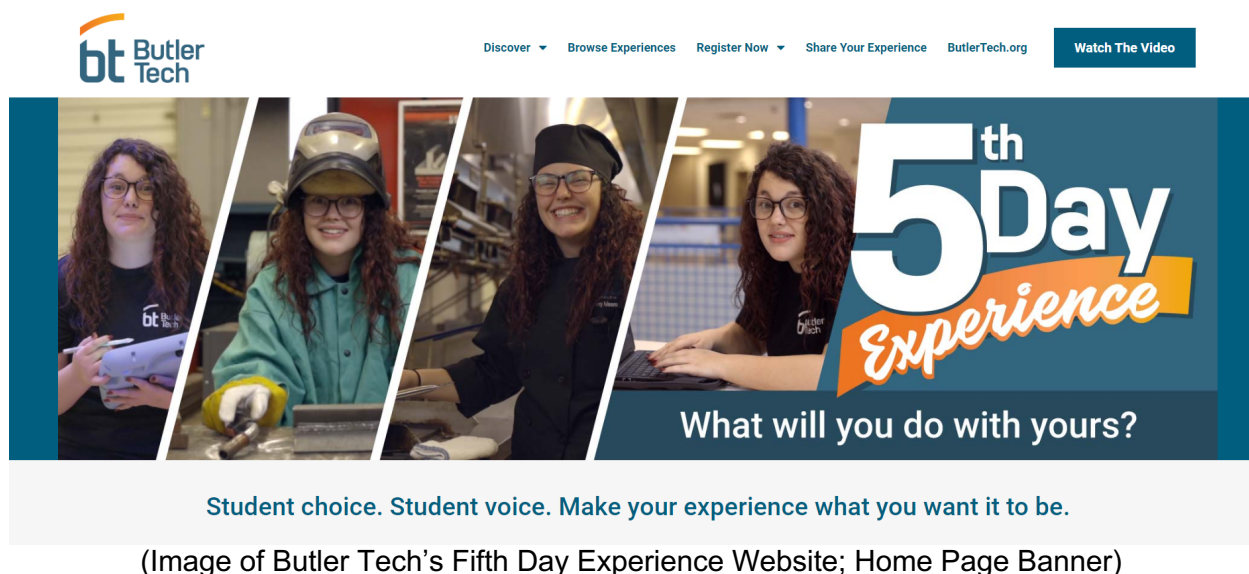 bt Butler
Tech
Discover
Browse Experiences
Register Now
Share Your Experience
ButlerTech.org
Watch The Video
bt
Tech
5th
Day
Experience
What will you do with yours?
Student choice. Student voice. Make your experience what you want it to be.
(Image of Butler Tech's Fifth Day Experience Website; Home Page Banner)